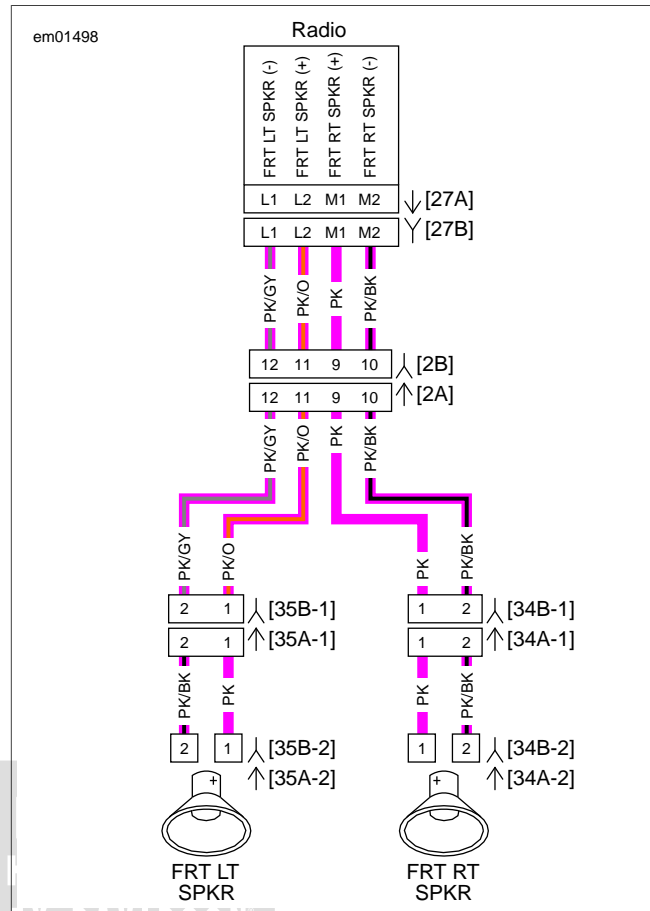 em01498
Radio
FRT LT SPKR (-)
FRT LT SPKR (+)
FRT RT SPKR (+)
FRT RT SPKR (-)
L1 L2 M1 M2 [27A]
L1 L2 M1 M2 [27B]
PK/GY PK/O PK PK/BK
12 11 9 10 [2B]
12 11 9 10 [2A]
PK/GY PK/O PK PK/BK
PK/GY PK/O PK PK/BK
2 1 [35B-1] 1 2 [34B-1]
2 1 [35A-1] 1 2 [34A-1]
PK/BK PK PK PK/BK
2 1 [35B-2] 1 2 [34B-2]
[35A-2] [34A-2]
+ +
FRT LT FRT RT
SPKR SPKR